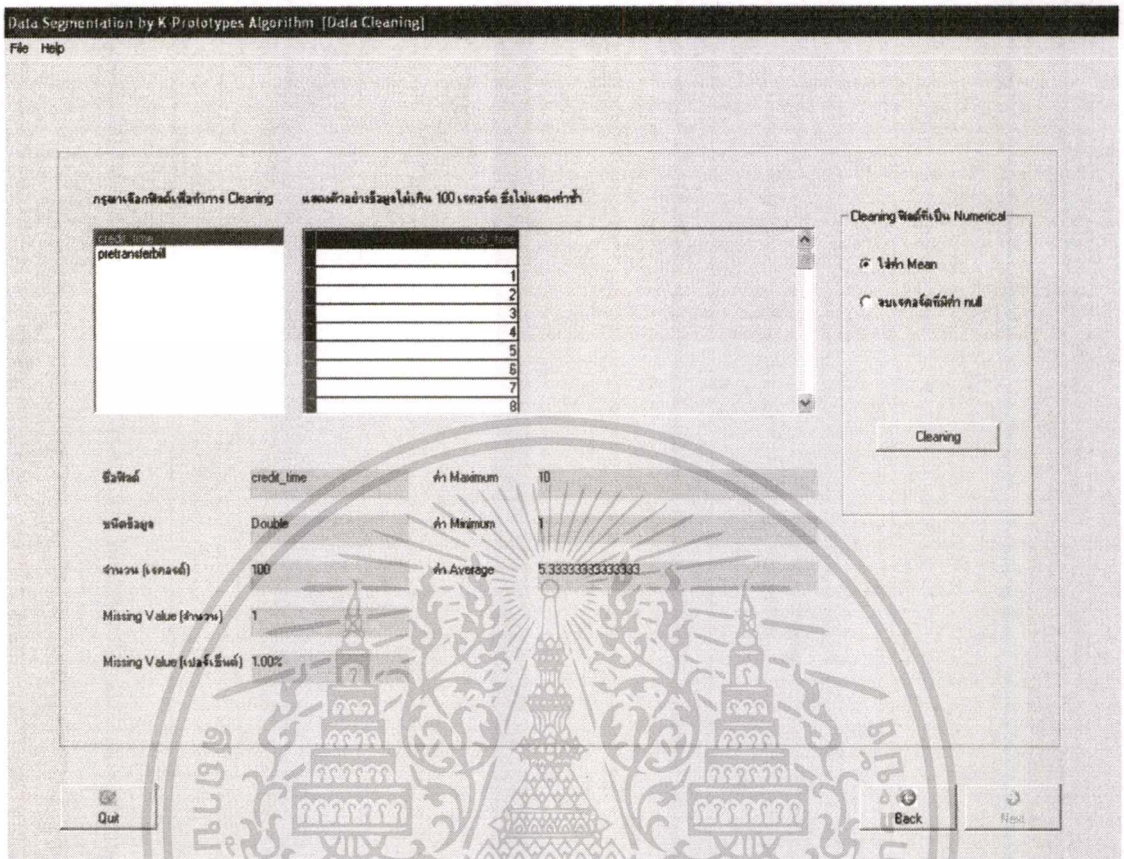 Data Segmentation by K-Prototypes Algorithm [Data Cleaning]
File Help
กรุณาเลือกฟิลด์เพื่อทำการ Cleaning
แสดงตัวอย่างข้อมูลไม่เกิน 100 เรคอร์ด ซึ่งไม่แสดงค่าซ้ำ
Cleaning ฟิลด์ที่เป็น Numerical
credit_time
pretransferbill
credit_time
1
2
3
4
5
6
7
8
ใส่ค่า Mean
ลบเรคอร์ดที่มีค่า null
Cleaning
ชื่อฟิลด์ credit_time ค่า Maximum 10
ชนิดข้อมูล Double ค่า Minimum 1
จำนวน (เรคอร์ด) 100 ค่า Average 5.33333333333333
Missing Value (จำนวน) 1
Missing Value (เปอร์เซ็นต์) 1.00%
Quit
Back
Next